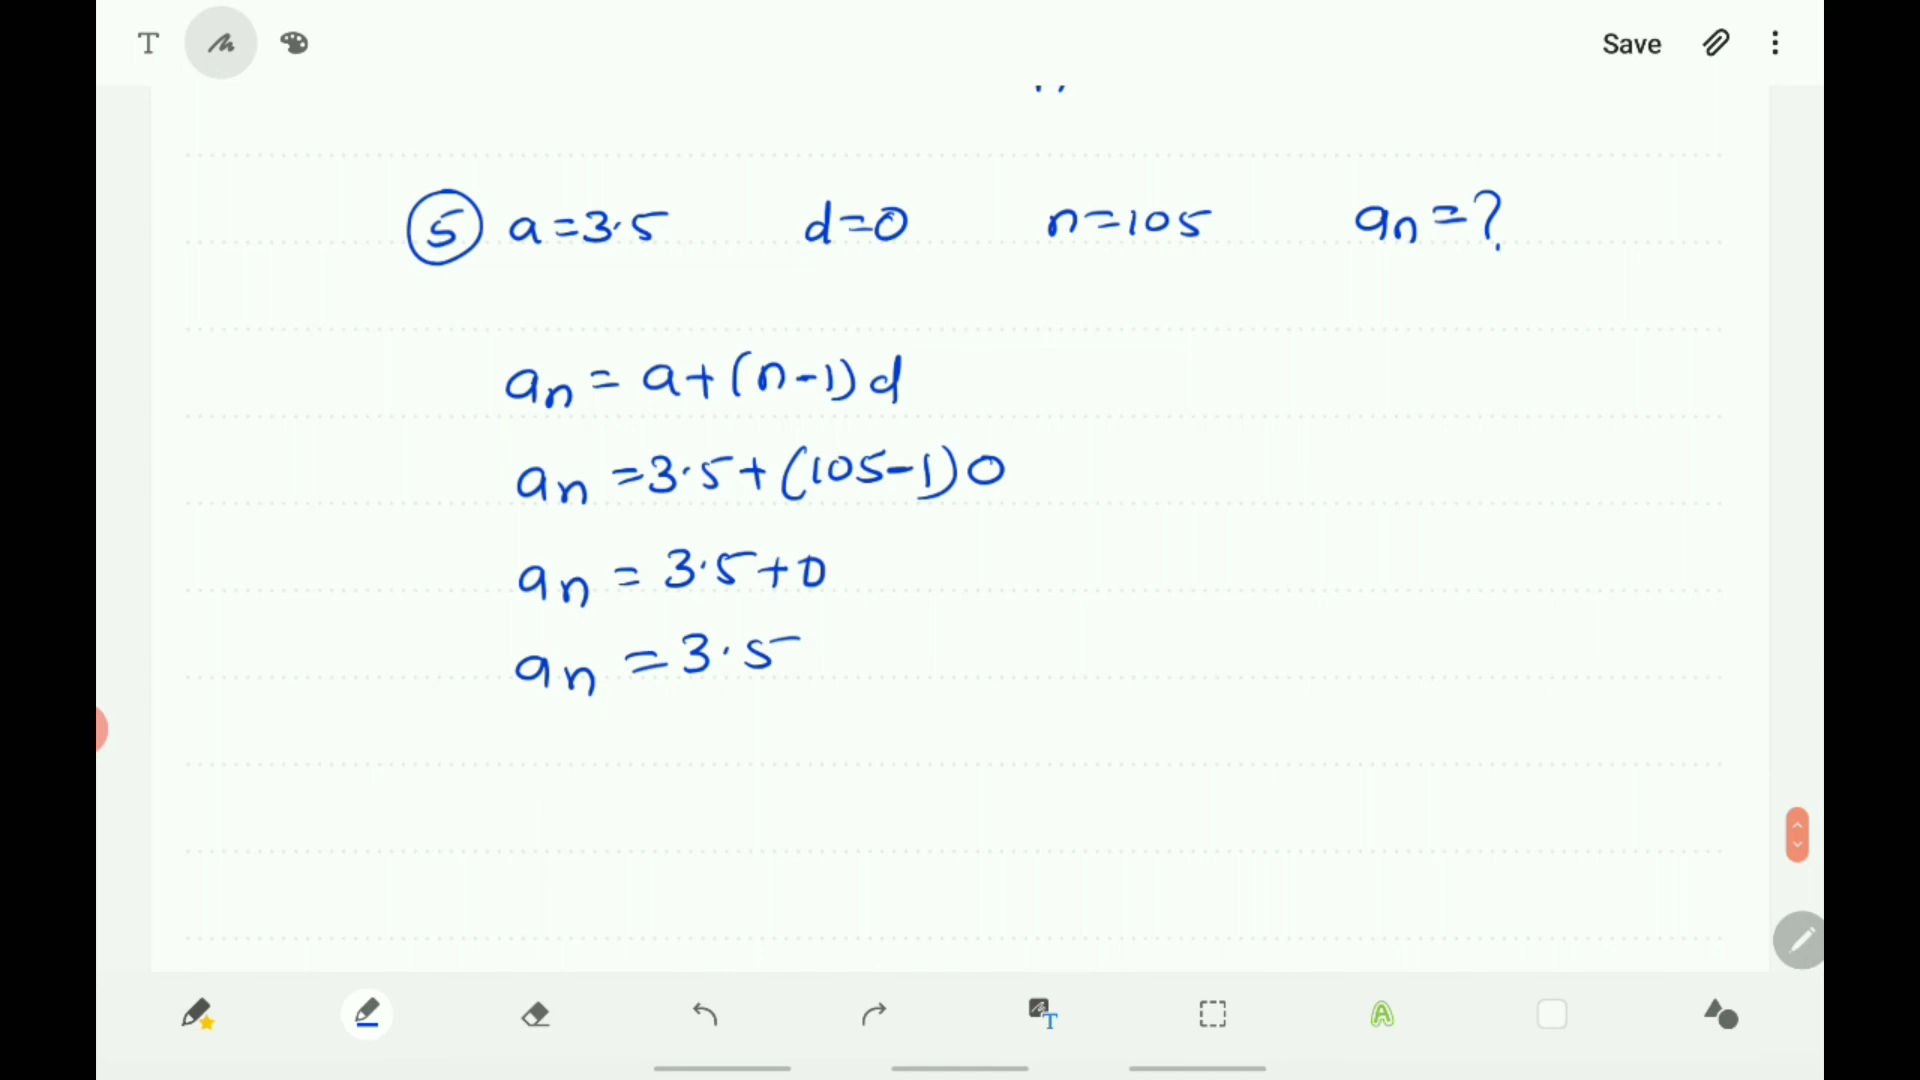 T Save
5 a=3.5 d=0 n=105 an=?
an = a+(n-1)d
an =3.5+(105-1)0
an = 3.5+0
an =3.5
T A